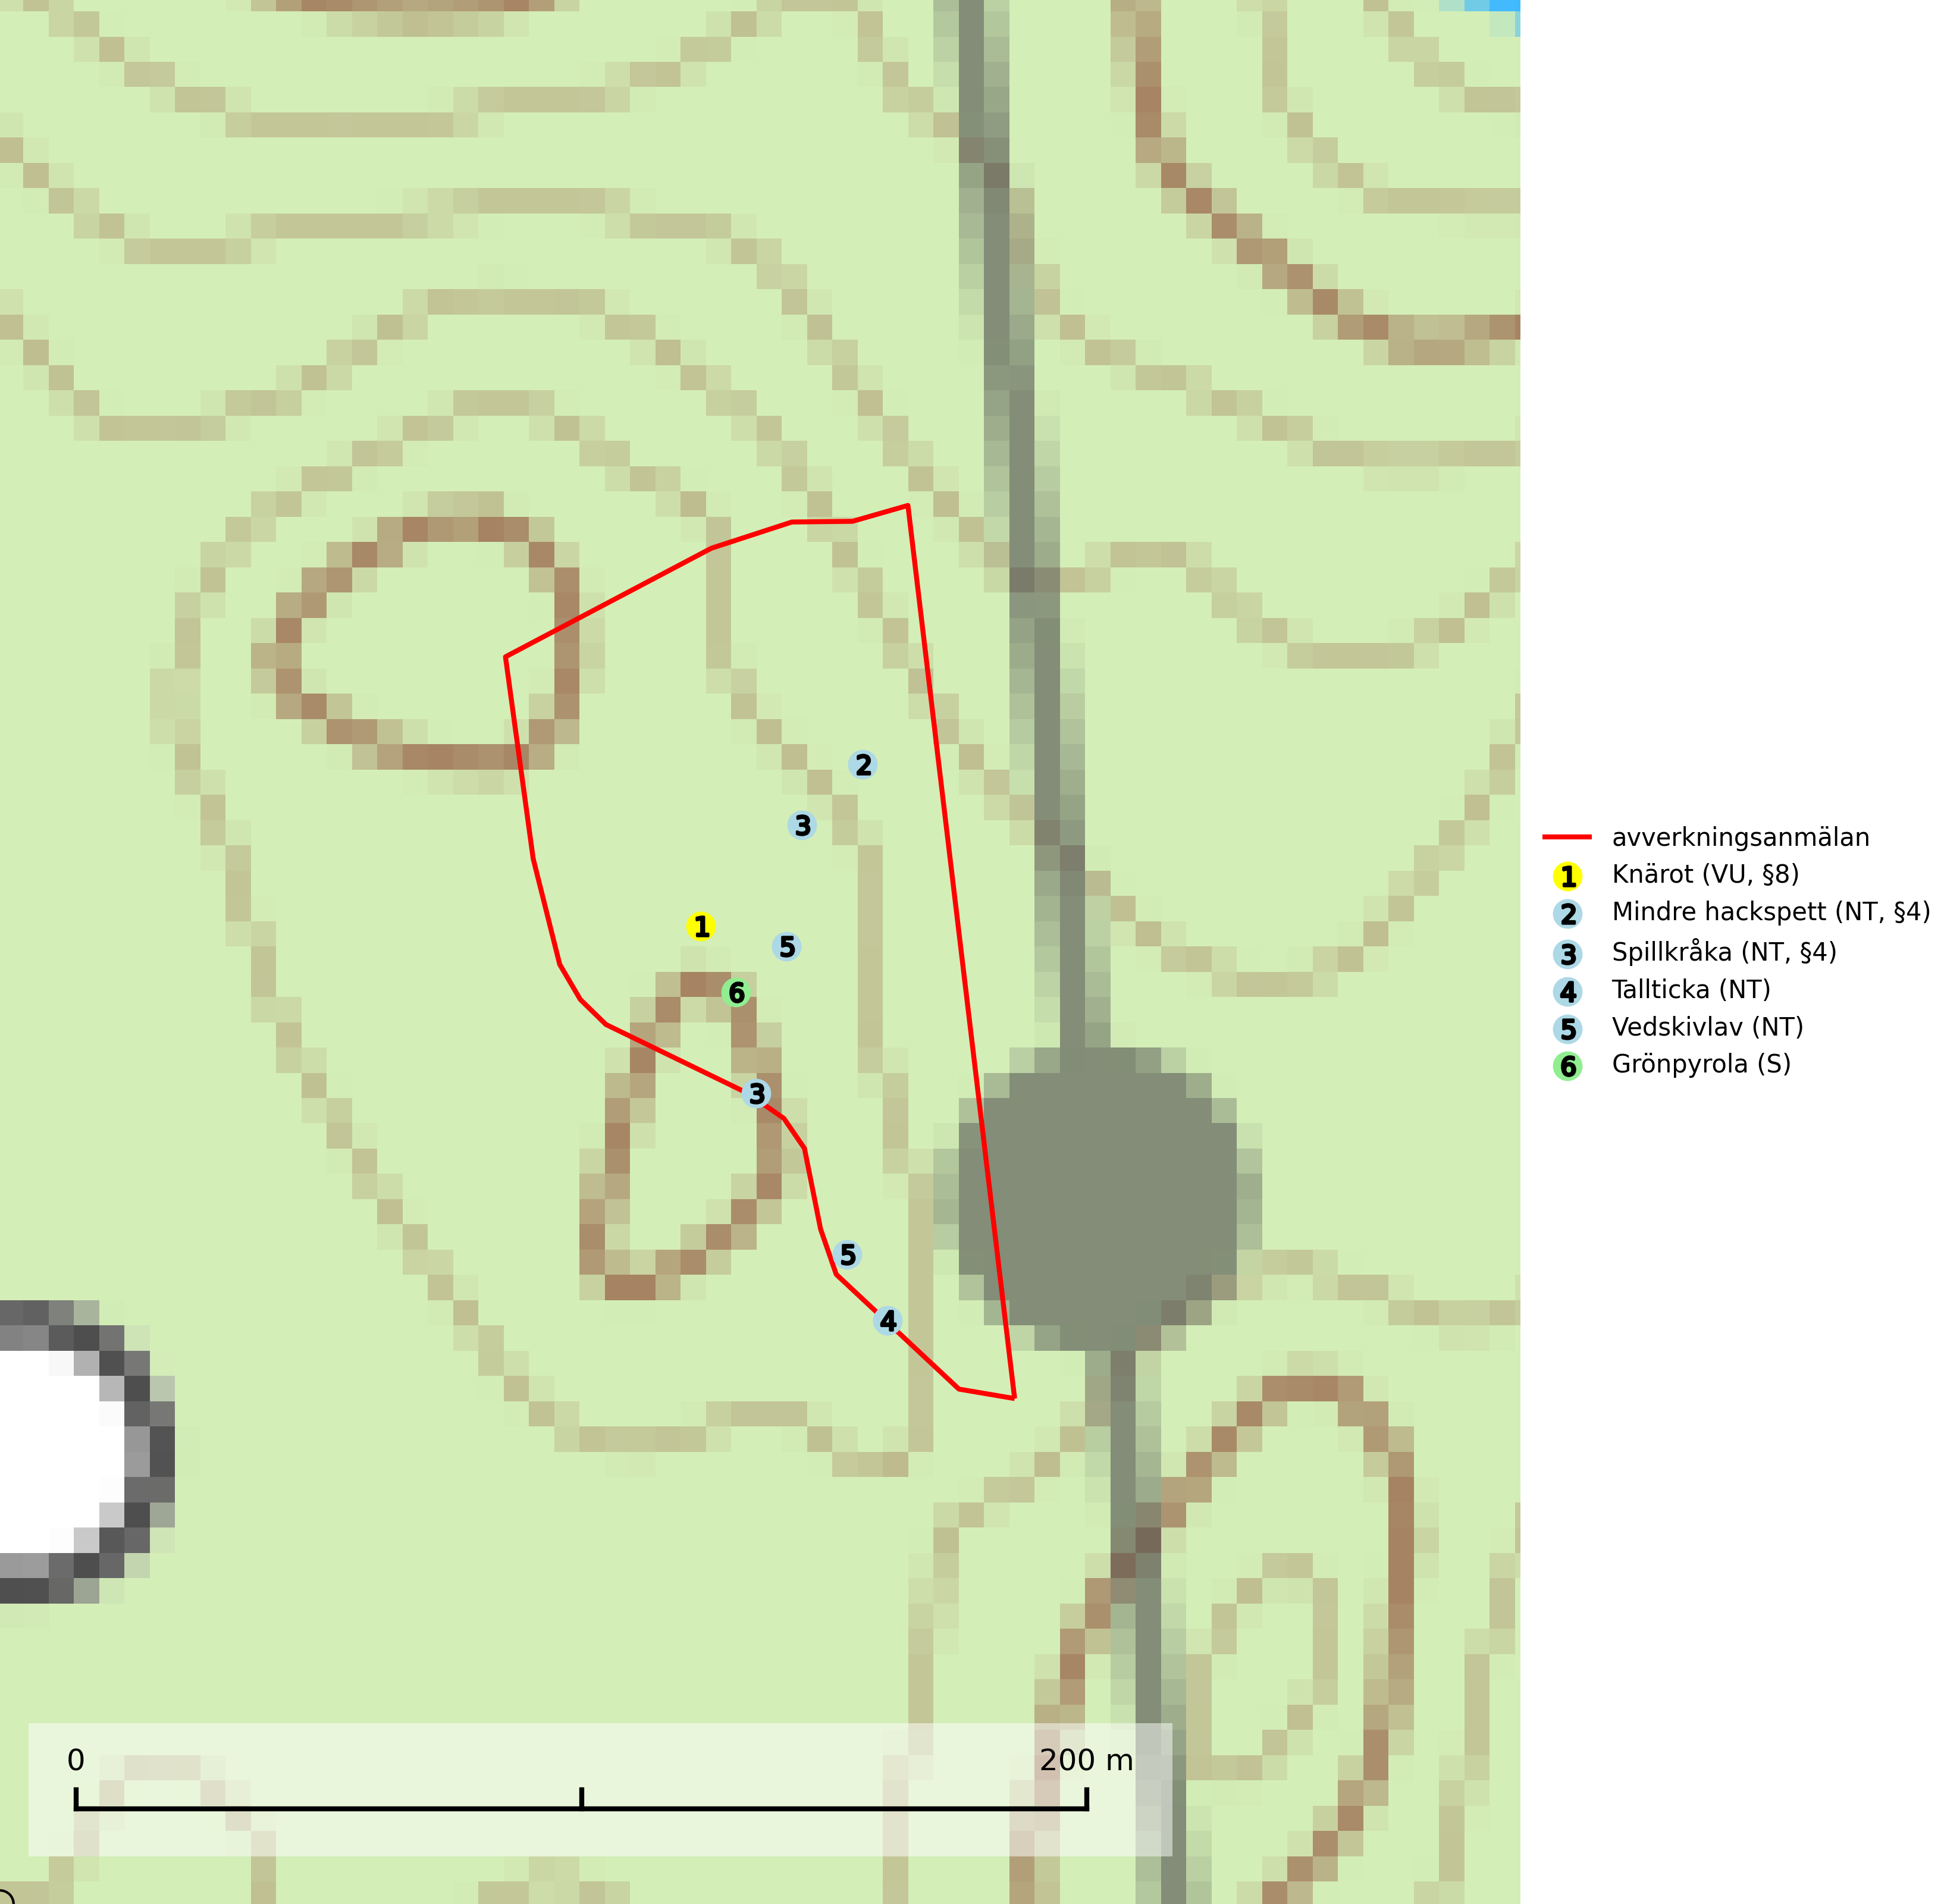 2
3
1
5
6
3
5
4
0 200 m
avverkningsanmälan
1 Knärot (VU, §8)
2 Mindre hackspett (NT, §4)
3 Spillkråka (NT, §4)
4 Tallticka (NT)
5 Vedskivlav (NT)
6 Grönpyrola (S)